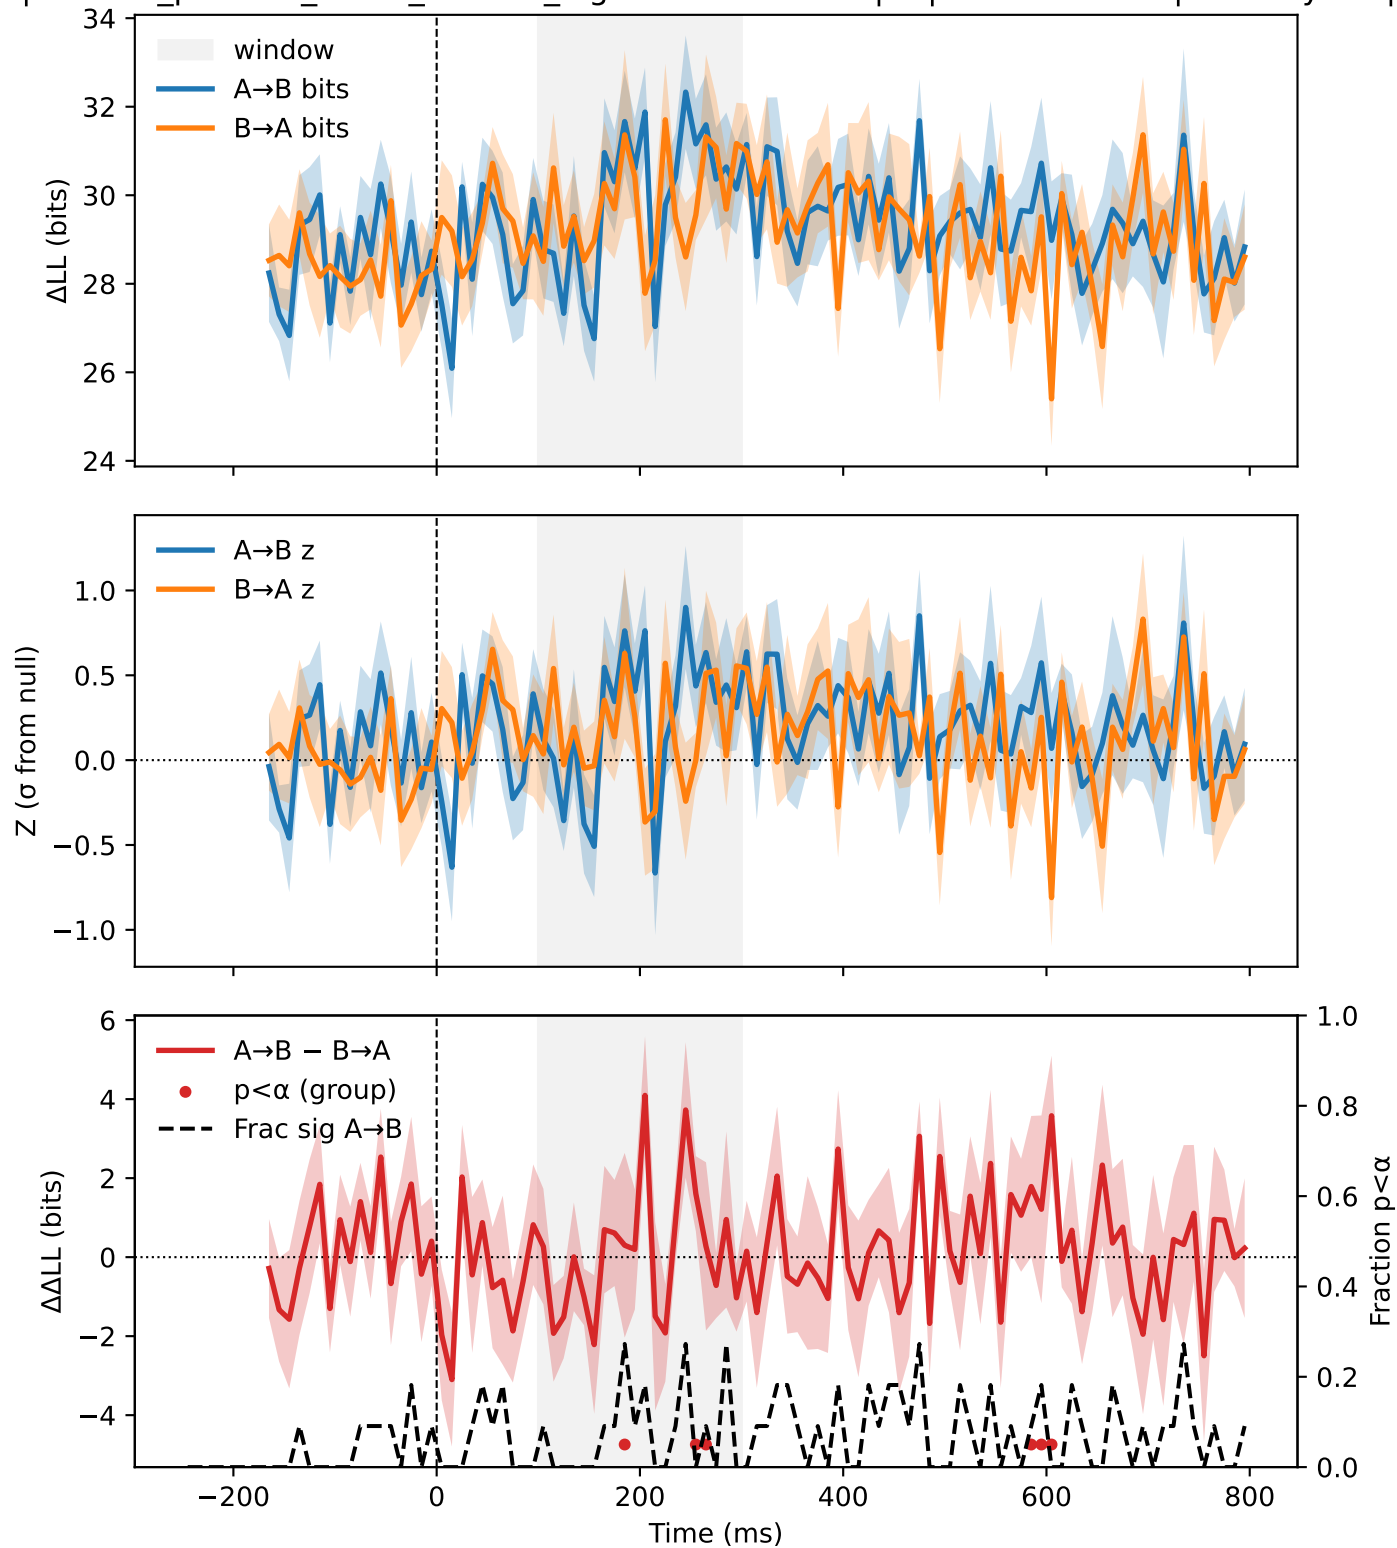 34
32
30
28
26
24
ΔLL (bits)
window
A→B bits
B→A bits
1.0
0.5
0.0
−0.5
−1.0
Z (σ from null)
A→B z
B→A z
6
4
2
0
−2
−4
ΔΔLL (bits)
A→B − B→A
p<α (group)
Frac sig A→B
1.0
0.8
0.6
0.4
0.2
0.0
Fraction p<α
−200
0
200
400
600
800
Time (ms)